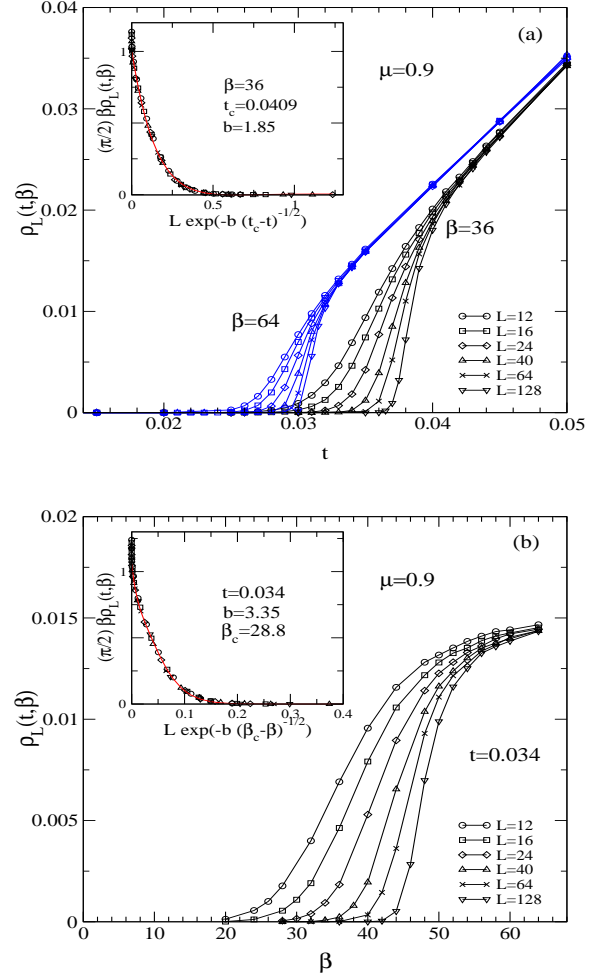 0.04
(a)
μ=0.9
1
(π/2) βρ_L(t,β)
β=36
t_c=0.0409
b=1.85
0
0 0.5 1
L exp(-b (t_c-t)^-1/2)
0.03
0.02
0.01
0
ρ_L(t,β)
β=36
β=64
L=12
L=16
L=24
L=40
L=64
L=128
0.02 0.03 0.04 0.05
t
0.02
(b)
μ=0.9
1
(π/2) βρ_L(t,β)
t=0.034
b=3.35
β_c=28.8
0
0 0.1 0.2 0.3 0.4
L exp(-b (β_c-β)^-1/2)
0.015
0.01
0.005
0
ρ_L(t,β)
t=0.034
L=12
L=16
L=24
L=40
L=64
L=128
0 10 20 30 40 50 60
β